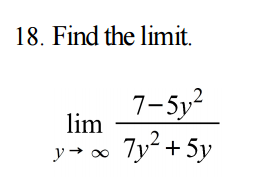 18. Find the limit.
lim y→∞ (7-5y²)/(7y²+5y)